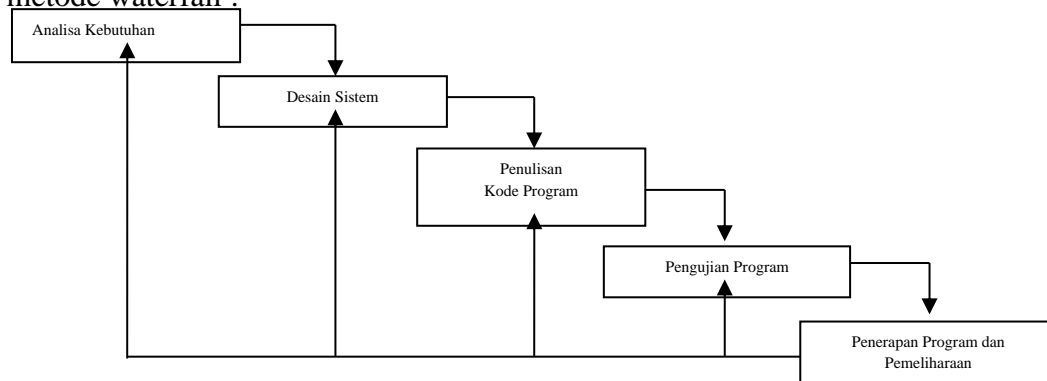 metode waterfall :
Analisa Kebutuhan
Desain Sistem
Penulisan
Kode Program
Pengujian Program
Penerapan Program dan
Pemeliharaan